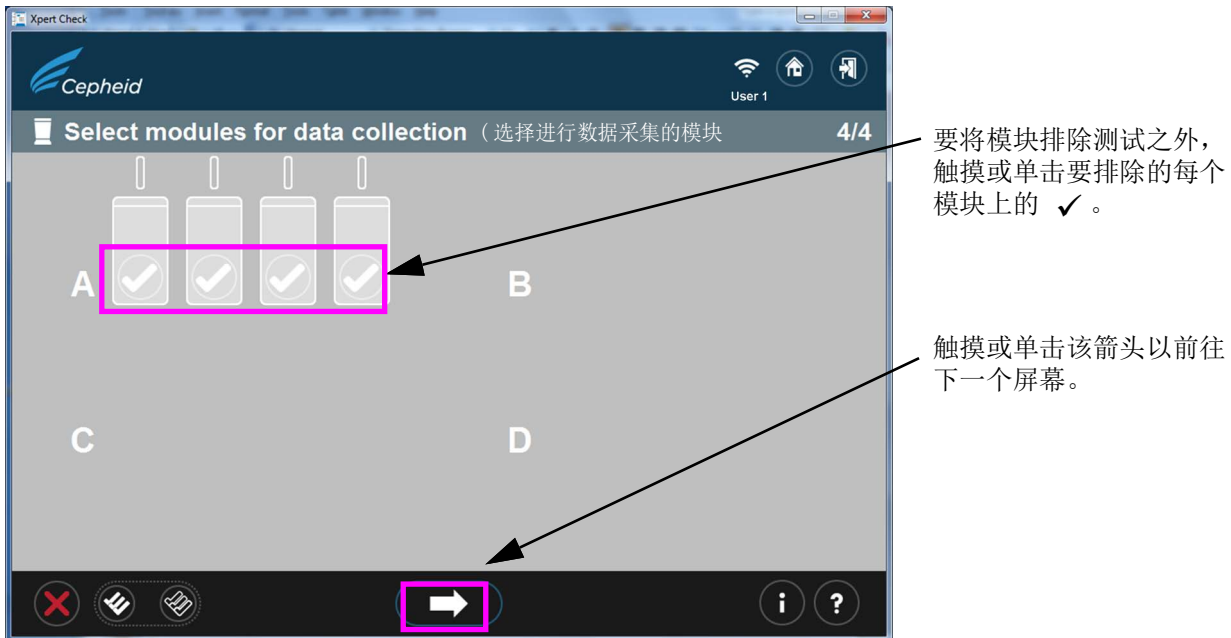 Xpert Check
Cepheid
User 1
Select modules for data collection（选择进行数据采集的模块
4/4
A
B
C
D
要将模块排除测试之外，
触摸或单击要排除的每个
模块上的 ✓ 。
触摸或单击该箭头以前往
下一个屏幕。
i
?